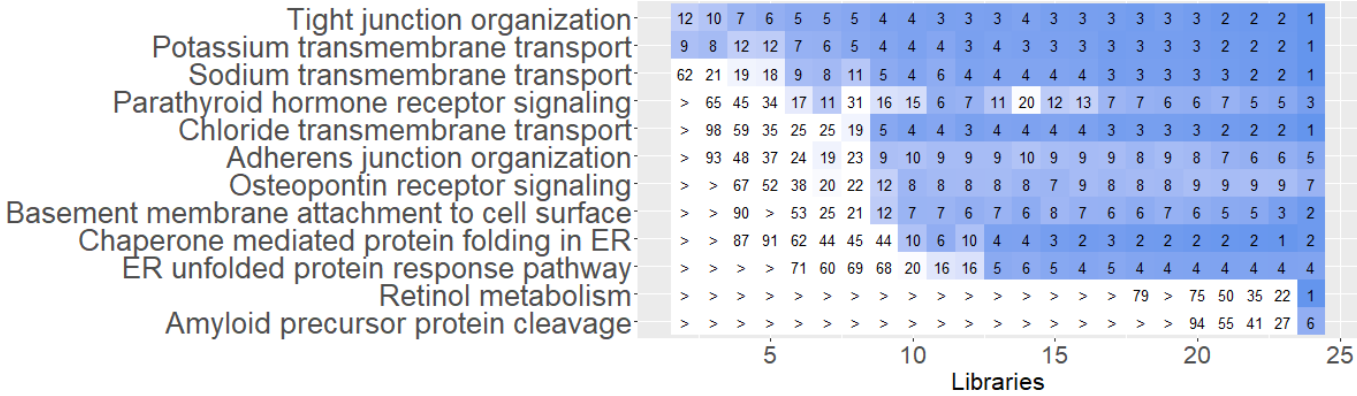 Tight junction organization 12 10 7 6 5 5 5 4 4 3 3 3 4 3 3 3 3 3 3 2 2 2 1
Potassium transmembrane transport 9 8 12 12 7 6 5 4 4 4 3 4 3 3 3 3 3 3 3 2 2 2 1
Sodium transmembrane transport 62 21 19 18 9 8 11 5 4 6 4 4 4 4 4 3 3 3 3 3 2 2 1
Parathyroid hormone receptor signaling > 65 45 34 17 11 31 16 15 6 7 11 20 12 13 7 7 6 6 7 5 5 3
Chloride transmembrane transport > 98 59 35 25 25 19 5 4 4 3 4 4 4 4 3 3 3 3 2 2 2 1
Adherens junction organization > 93 48 37 24 19 23 9 10 9 9 9 10 9 9 9 8 9 8 7 6 6 5
Osteopontin receptor signaling > > 67 52 38 20 22 12 8 8 8 8 8 7 9 8 8 8 9 9 9 9 7
Basement membrane attachment to cell surface > > 90 > 53 25 21 12 7 7 6 7 6 8 7 6 6 7 6 5 5 3 2
Chaperone mediated protein folding in ER > > 87 91 62 44 45 44 10 6 10 4 4 3 2 3 2 2 2 2 2 1 2
ER unfolded protein response pathway > > > > 71 60 69 68 20 16 16 5 6 5 4 5 4 4 4 4 4 4 4
Retinol metabolism > > > > > > > > > > > > > > > > 79 > 75 50 35 22 1
Amyloid precursor protein cleavage > > > > > > > > > > > > > > > > > > 94 55 41 27 6
5 10 15 20 25
Libraries